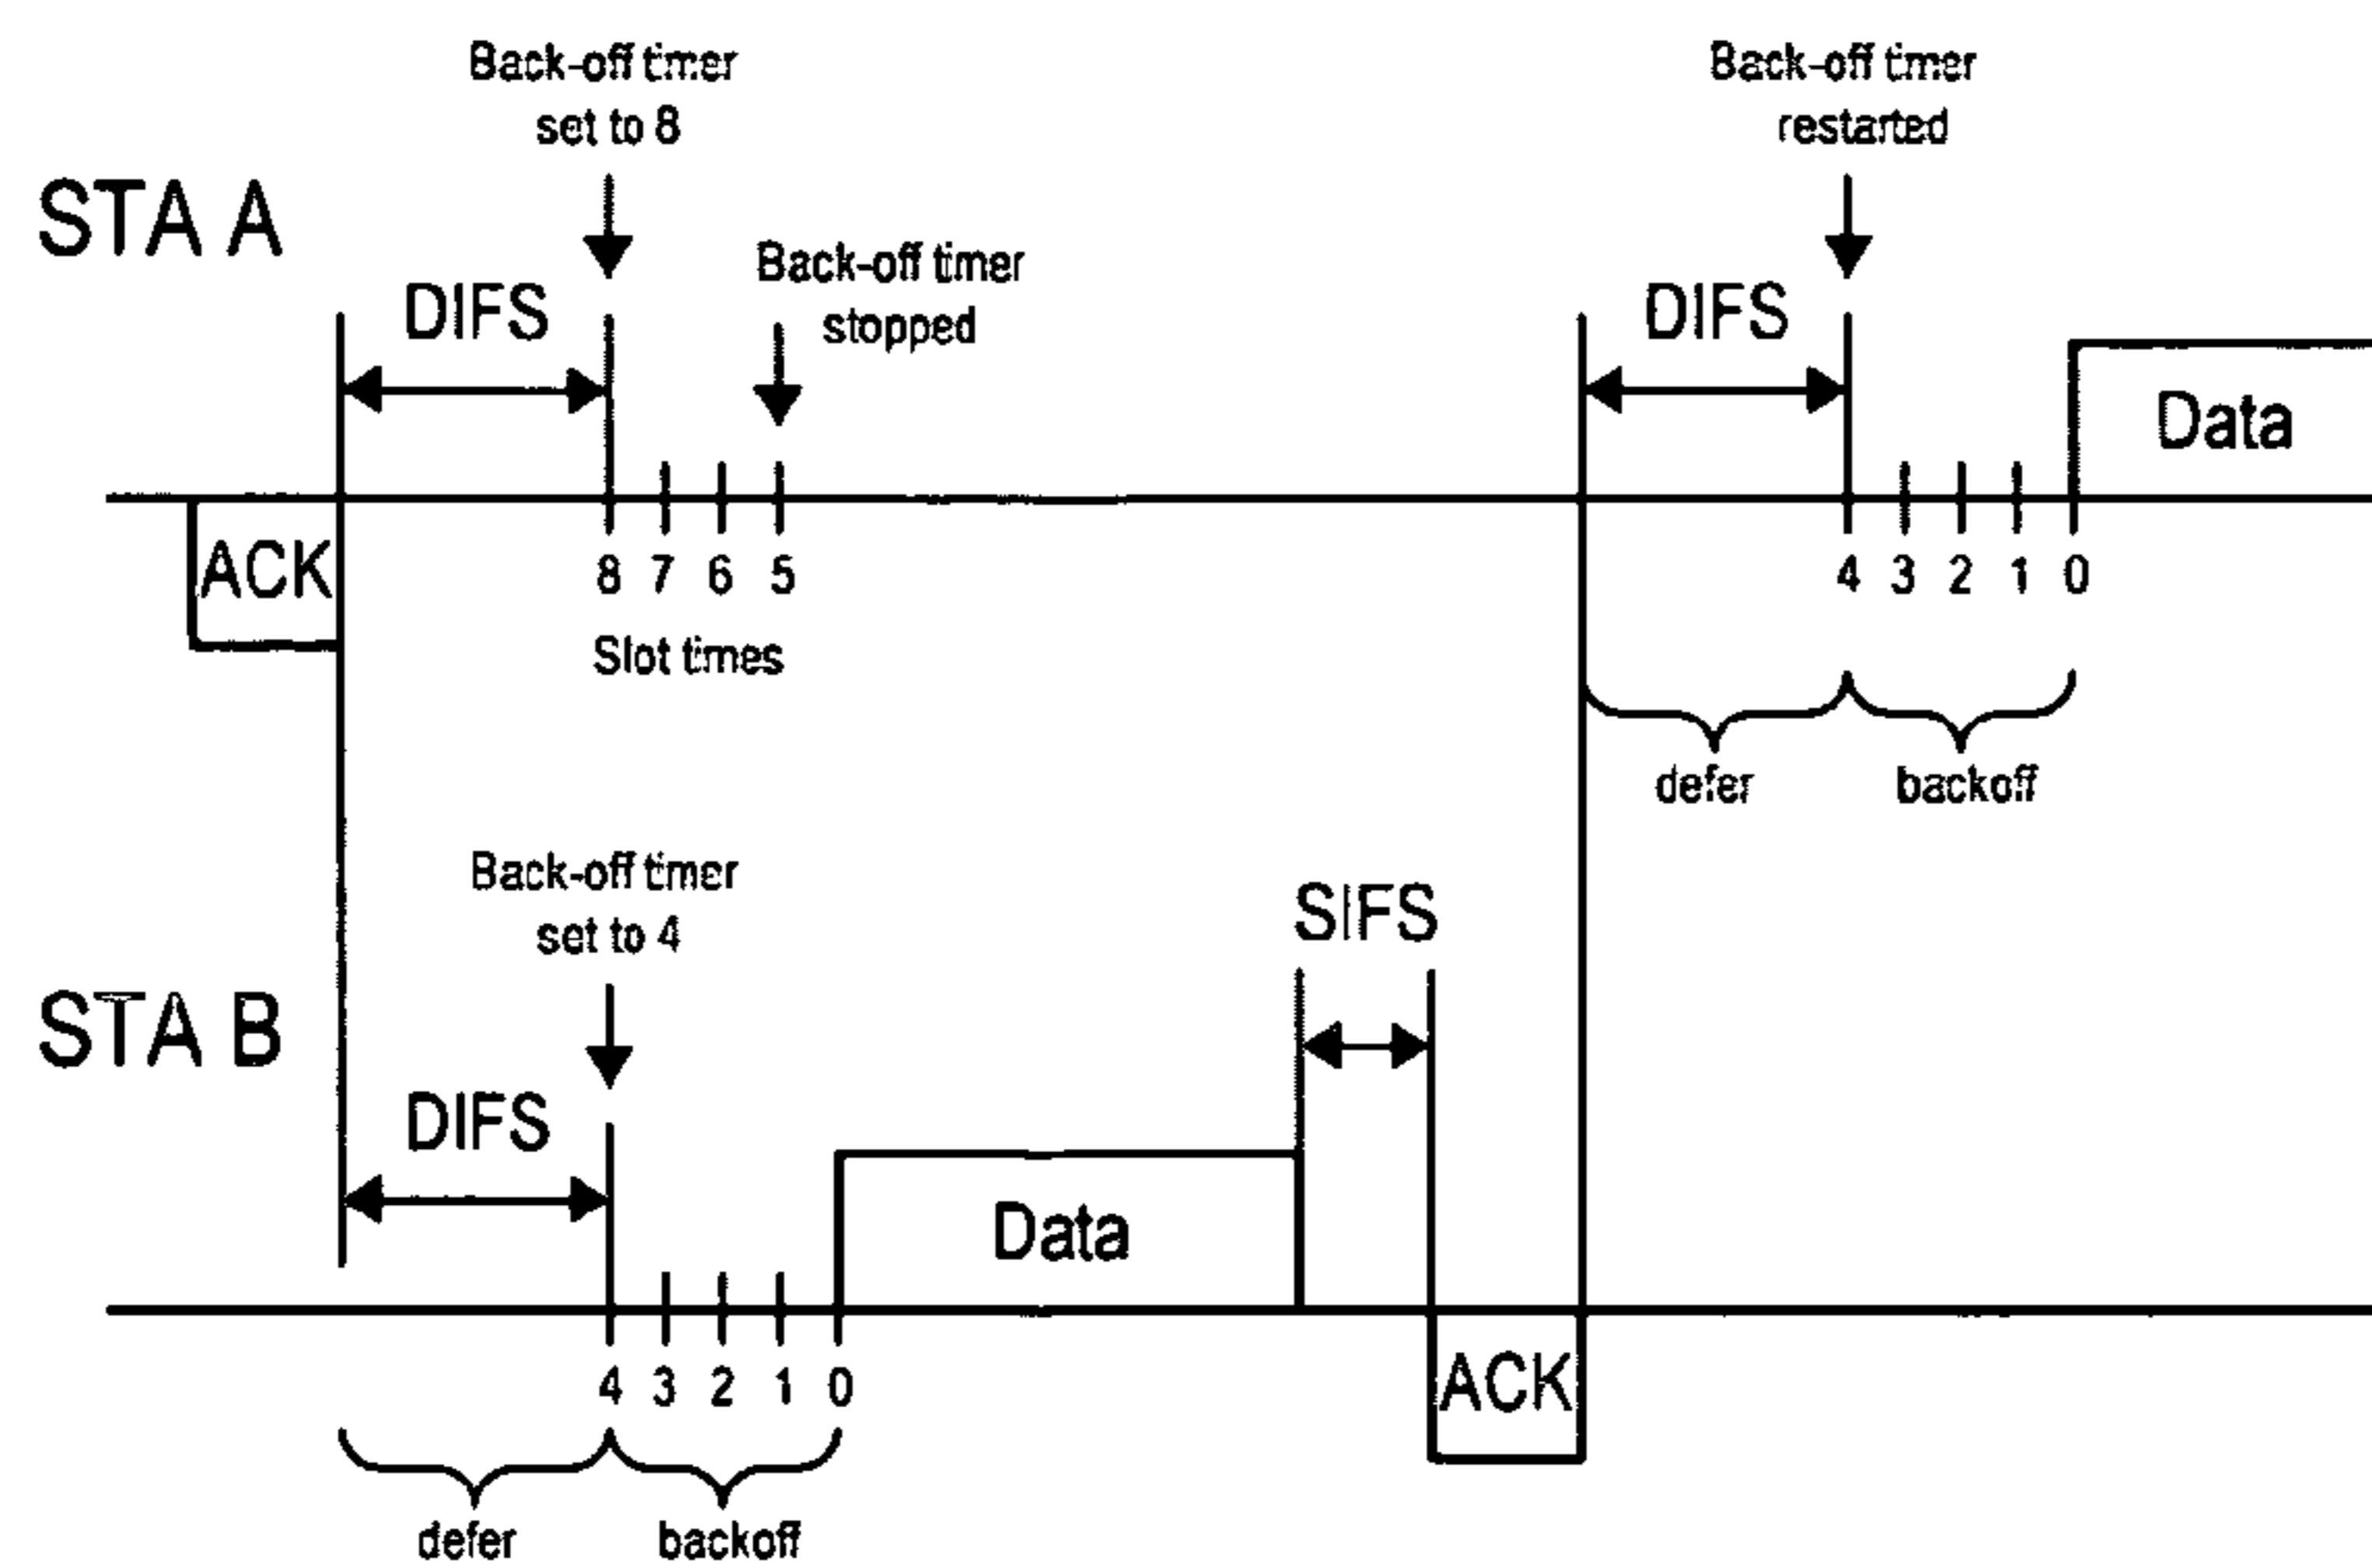 Back-off timer
set to 8
Back-off timer
restarted
STA A
Back-off timer
stopped
DIFS
DIFS
Data
ACK
8 7 6 5
4 3 2 1 0
Slot times
defer
backoff
Back-off timer
set to 4
SIFS
STA B
DIFS
Data
4 3 2 1 0
ACK
defer
backoff